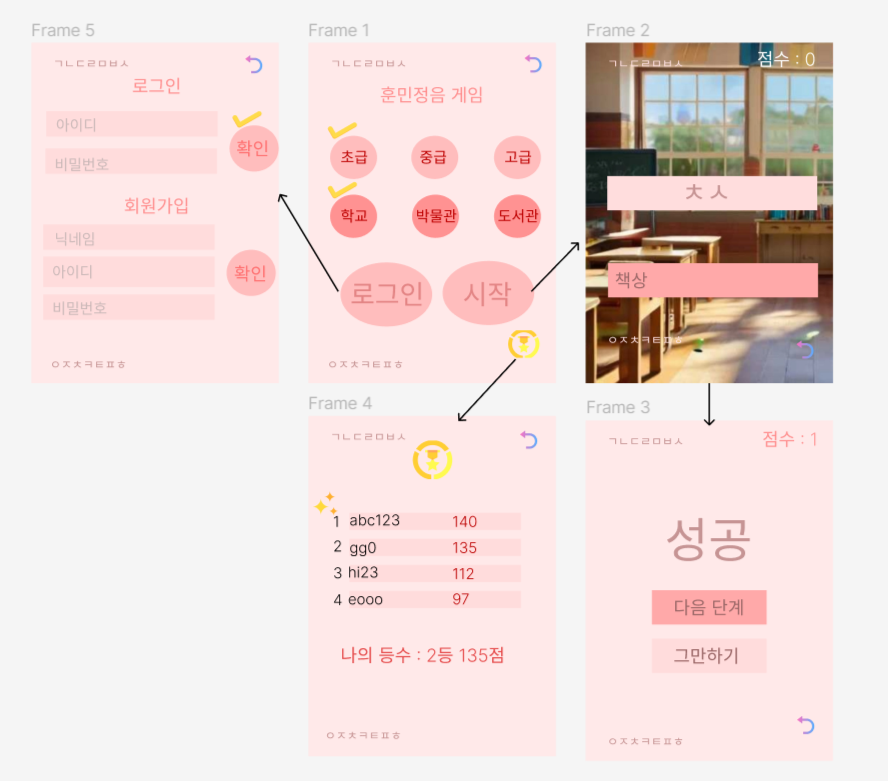 Frame 5
ㄱㄴㄷㄹㅁㅂㅅ
로그인
아이디
비밀번호
확인
회원가입
닉네임
아이디
비밀번호
확인
ㅇㅈㅊㅋㅌㅍㅎ
Frame 1
ㄱㄴㄷㄹㅁㅂㅅ
훈민정음 게임
초급 중급 고급
학교 박물관 도서관
로그인 시작
ㅇㅈㅊㅋㅌㅍㅎ
Frame 2
점수 : 0
ㄱㄴㄷㄹㅁㅂㅅ
ㅊ ㅅ
책상
ㅇㅈㅊㅋㅌㅍㅎ
Frame 4
ㄱㄴㄷㄹㅁㅂㅅ
1 abc123 140
2 gg0 135
3 hi23 112
4 eooo 97
나의 등수 : 2등 135점
ㅇㅈㅊㅋㅌㅍㅎ
Frame 3
ㄱㄴㄷㄹㅁㅂㅅ
점수 : 1
성공
다음 단계
그만하기
ㅇㅈㅊㅋㅌㅍㅎ